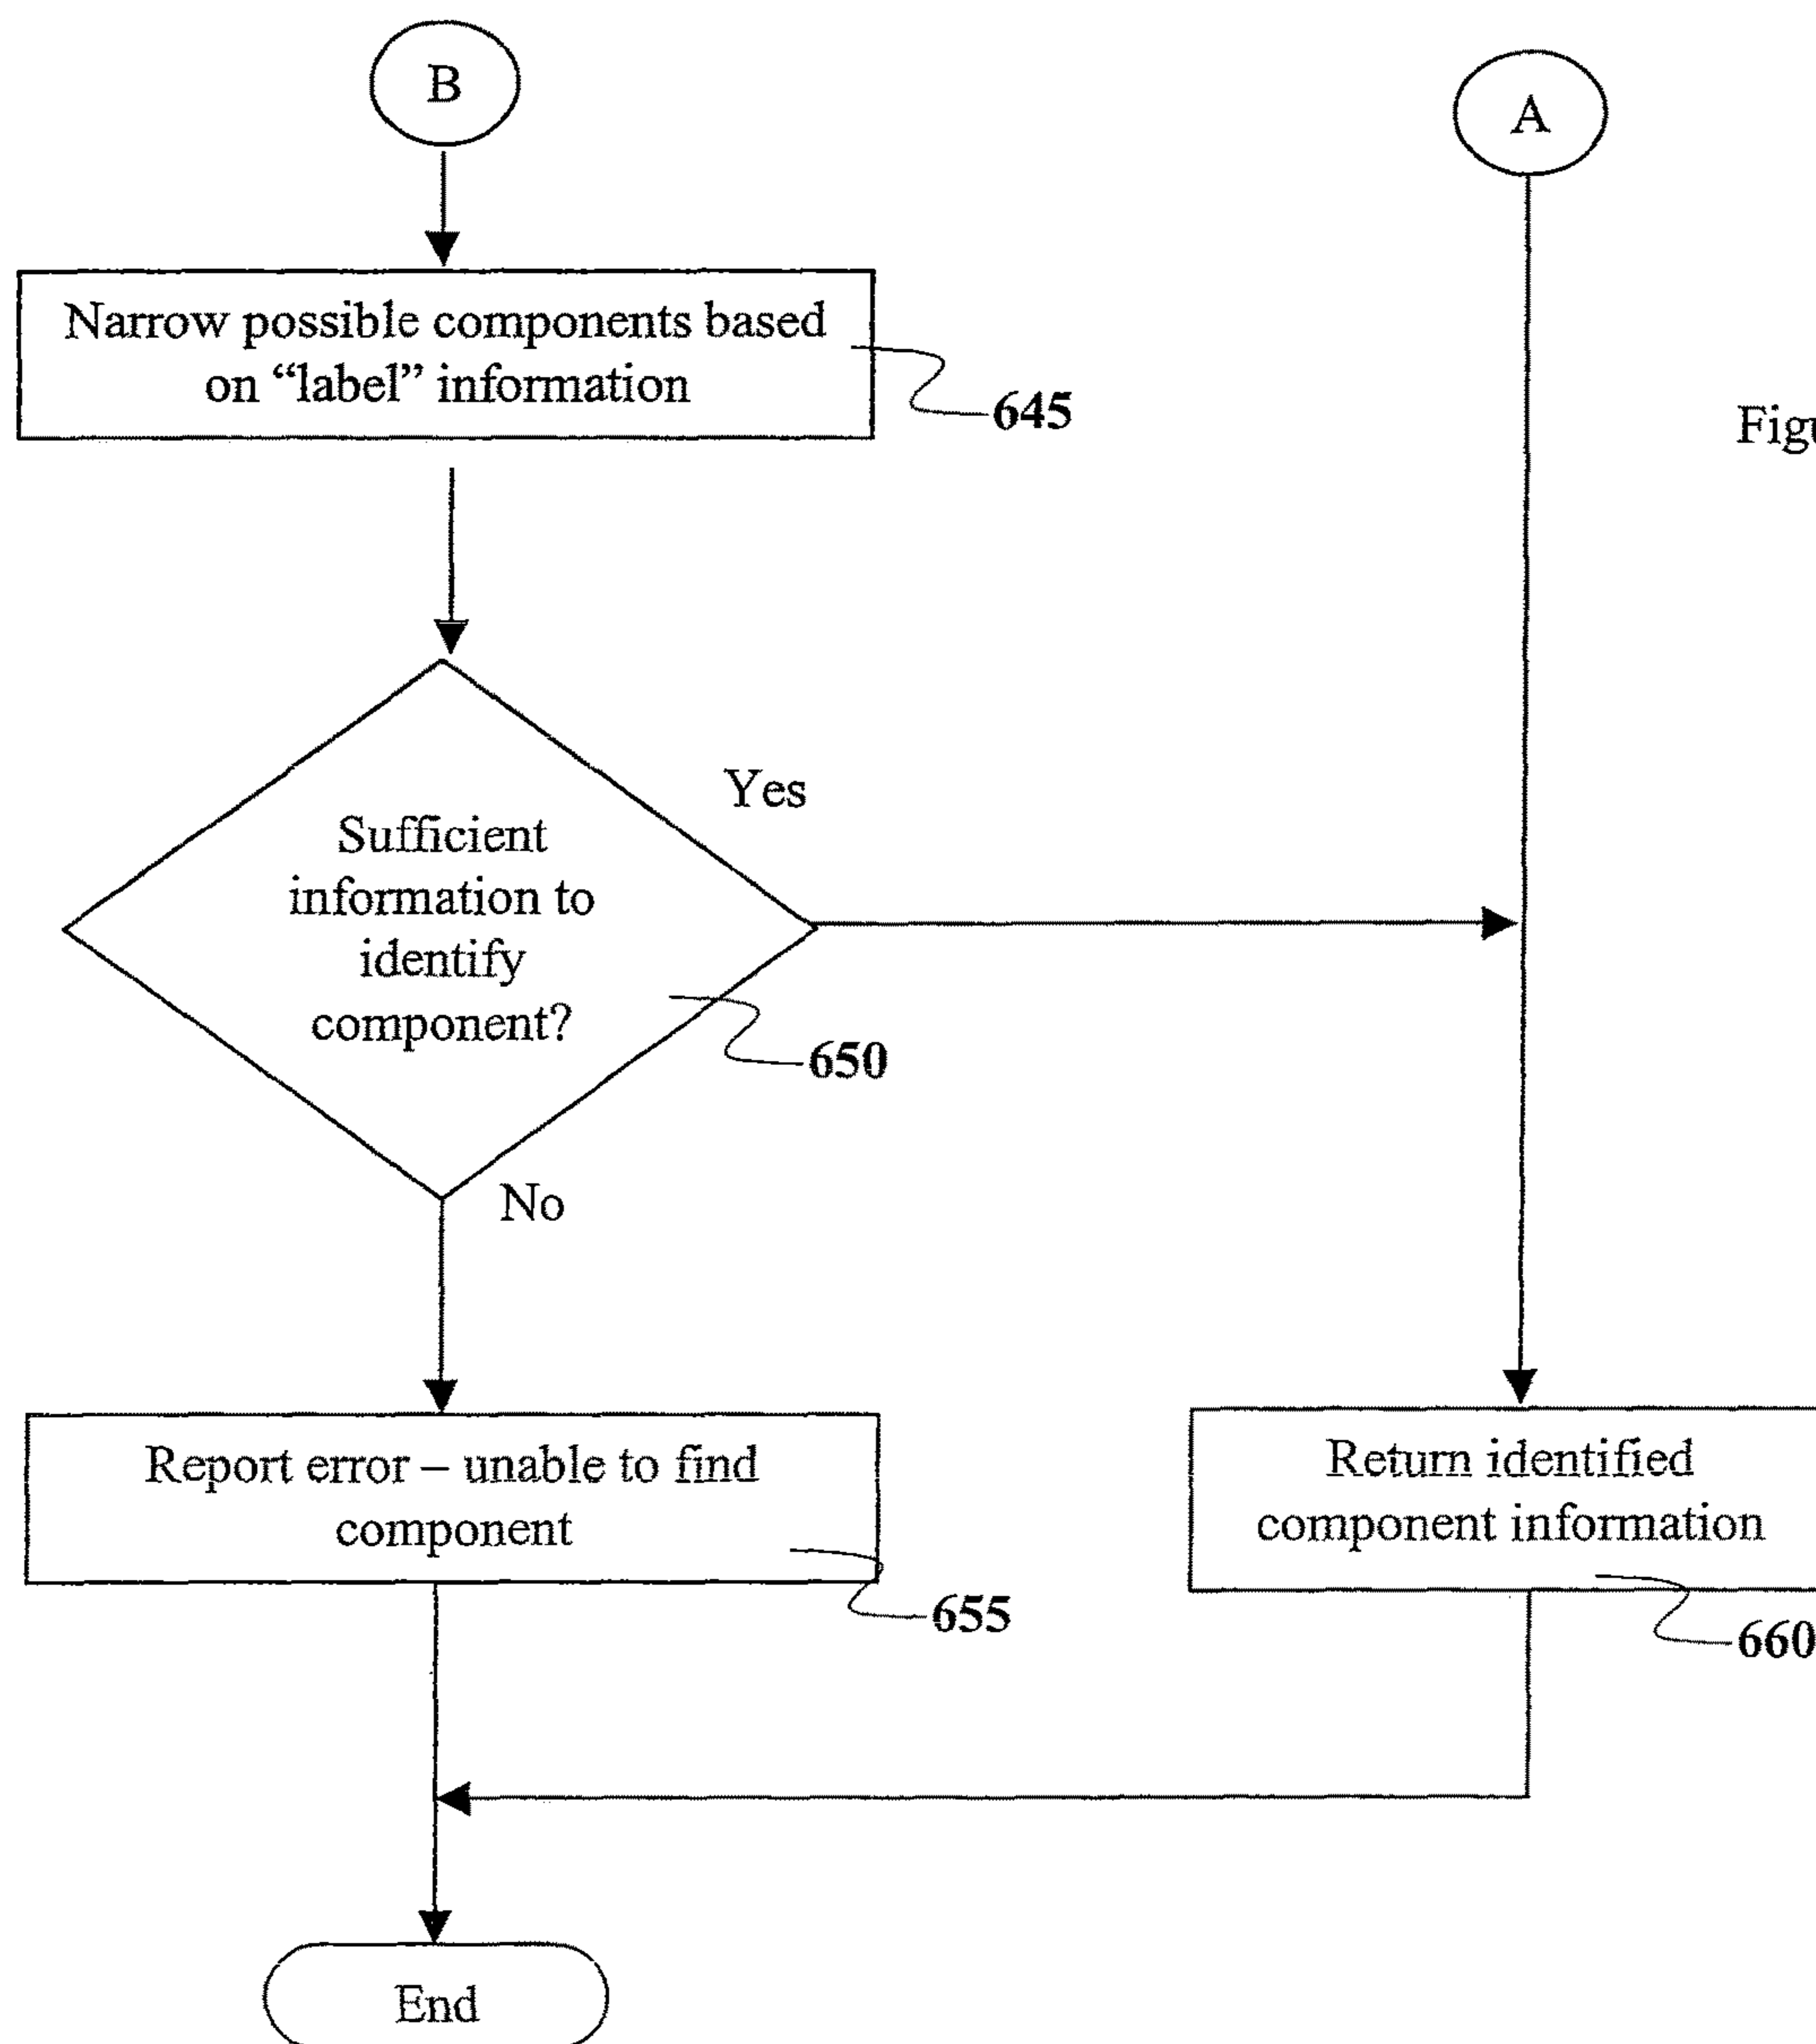 B
A
Narrow possible components based
on “label” information
645
Yes
Sufficient
information to
identify
component?
650
No
Report error – unable to find
component
655
Return identified
component information
660
End